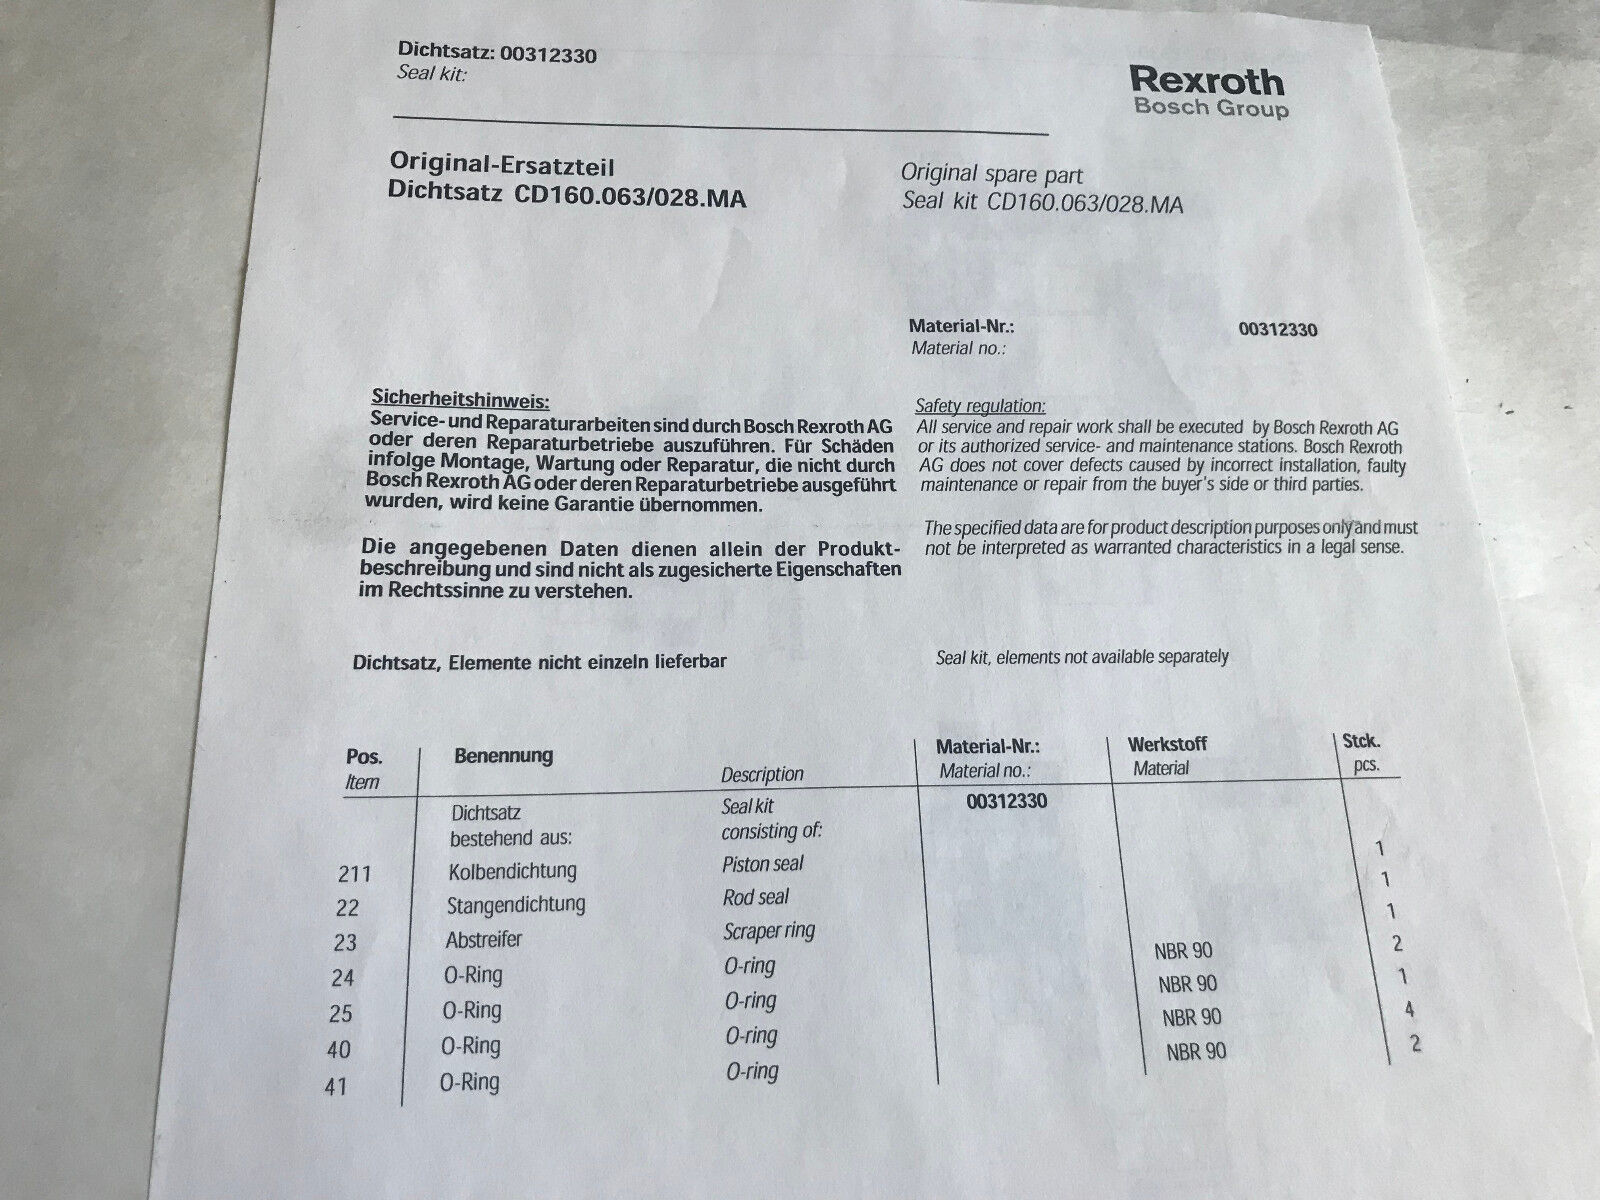 Dichtsatz: 00312330
Seal kit:
Rexroth
Bosch Group
Original-Ersatzteil
Dichtsatz CD160.063/028.MA
Original spare part
Seal kit CD160.063/028.MA
Material-Nr.: 00312330
Material no.:
Sicherheitshinweis:
Service- und Reparaturarbeiten sind durch Bosch Rexroth AG
oder deren Reparaturbetriebe auszuführen. Für Schäden
infolge Montage, Wartung oder Reparatur, die nicht durch
Bosch Rexroth AG oder deren Reparaturbetriebe ausgeführt
wurden, wird keine Garantie übernommen.
Die angegebenen Daten dienen allein der Produkt-
beschreibung und sind nicht als zugesicherte Eigenschaften
im Rechtssinne zu verstehen.
Safety regulation:
All service and repair work shall be executed by Bosch Rexroth AG
or its authorized service- and maintenance stations. Bosch Rexroth
AG does not cover defects caused by incorrect installation, faulty
maintenance or repair from the buyer's side or third parties.
The specified data are for product description purposes only and must
not be interpreted as warranted characteristics in a legal sense.
Dichtsatz, Elemente nicht einzeln lieferbar
Seal kit, elements not available separately
Pos. Benennung Material-Nr.: Werkstoff Stck.
Item Description Material no.: Material pcs.
Dichtsatz Seal kit 00312330
bestehend aus: consisting of:
211 Kolbendichtung Piston seal 1
22 Stangendichtung Rod seal 1
23 Abstreifer Scraper ring 1
24 O-Ring O-ring NBR 90 2
25 O-Ring O-ring NBR 90 1
40 O-Ring O-ring NBR 90 4
41 O-Ring O-ring NBR 90 2